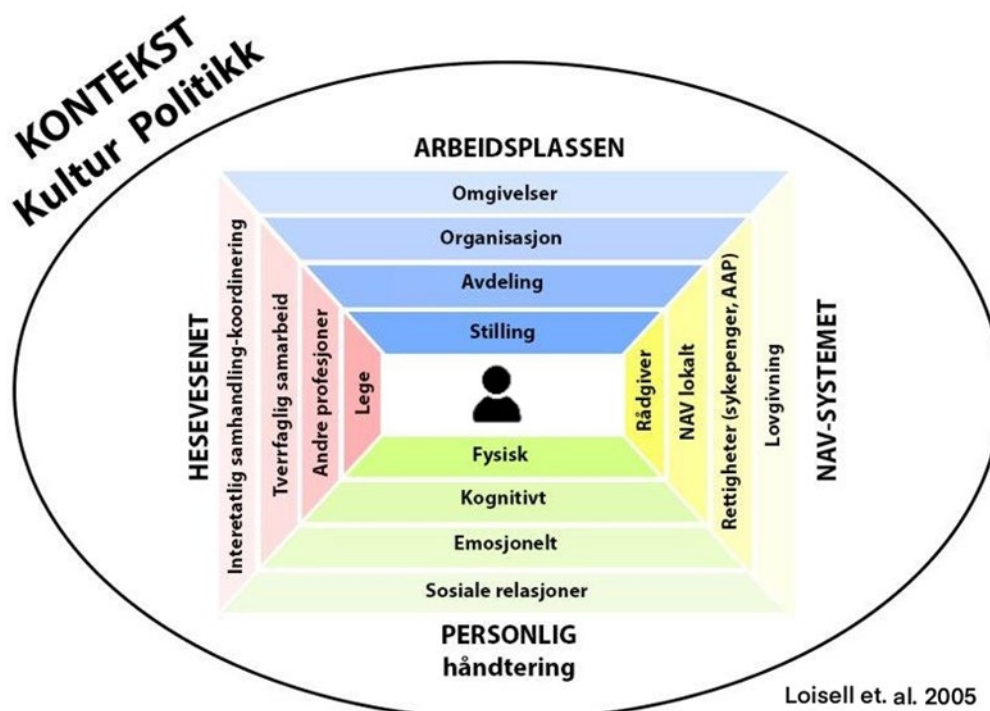 KONTEKST
Kultur Politikk
ARBEIDSPLASSEN
Omgivelser
Organisasjon
Avdeling
Stilling
HESEVESENET
Interetatlig samhandling-koordinering
Tverrfaglig samarbeid
Andre profesjoner
Lege
Rådgiver
NAV lokalt
Rettigheter (sykepenger, AAP)
Lovgivning
NAV-SYSTEMET
Fysisk
Kognitivt
Emosjonelt
Sosiale relasjoner
PERSONLIG
håndtering
Loisell et. al. 2005